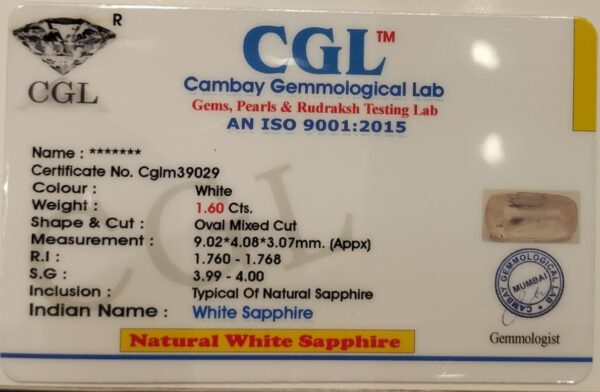 R
CGL
CGL™
Cambay Gemmological Lab
Gems, Pearls & Rudraksh Testing Lab
AN ISO 9001:2015
Name : *******
Certificate No. Cglm39029
Colour : White
Weight : 1.60 Cts.
Shape & Cut : Oval Mixed Cut
Measurement : 9.02*4.08*3.07mm. (Appx)
R.I : 1.760 - 1.768
S.G : 3.99 - 4.00
Inclusion : Typical Of Natural Sapphire
Indian Name : White Sapphire
Natural White Sapphire
CAMBAY GEMMOLOGICAL LAB
MUMBAI
Gemmologist
CGL